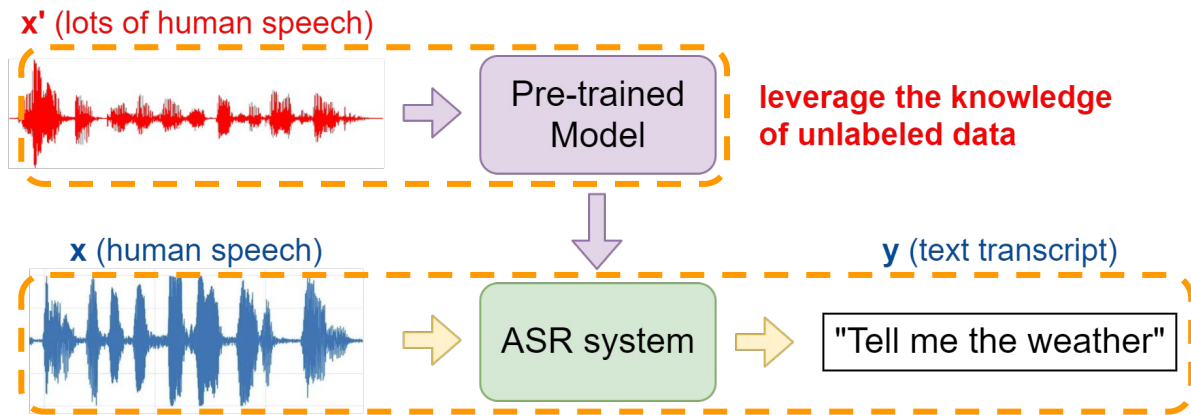 x' (lots of human speech)
Pre-trained
Model
leverage the knowledge
of unlabeled data
x (human speech)
y (text transcript)
ASR system
"Tell me the weather"